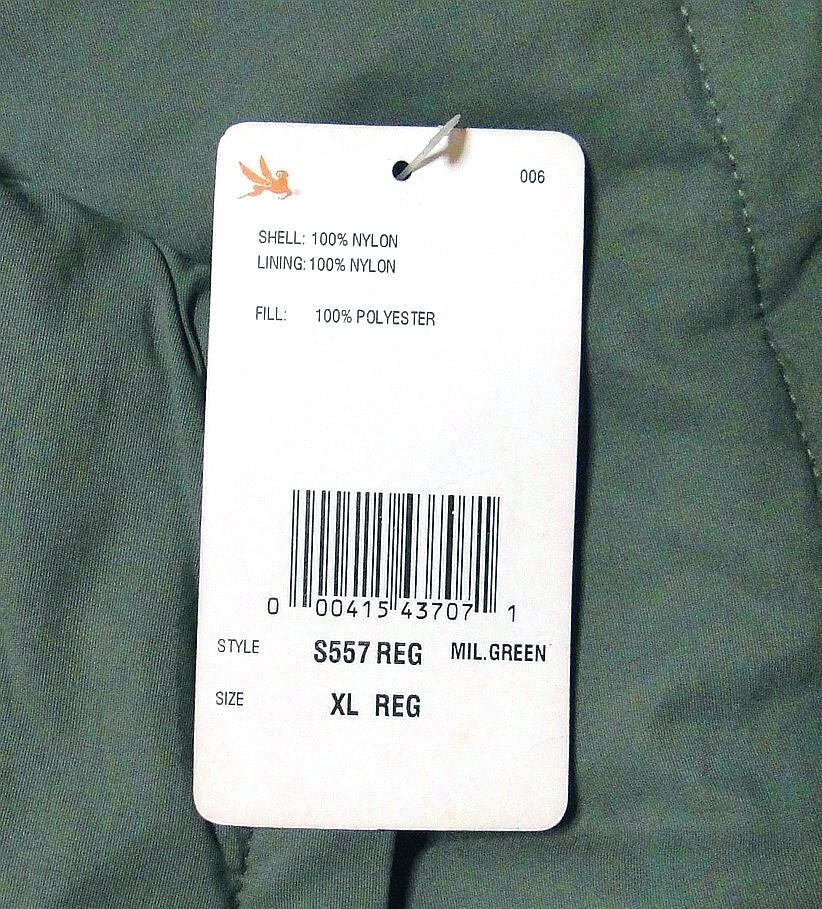 006
SHELL: 100% NYLON
LINING: 100% NYLON
FILL: 100% POLYESTER
0 00415 43707 1
STYLE S557 REG MIL.GREEN
SIZE XL REG